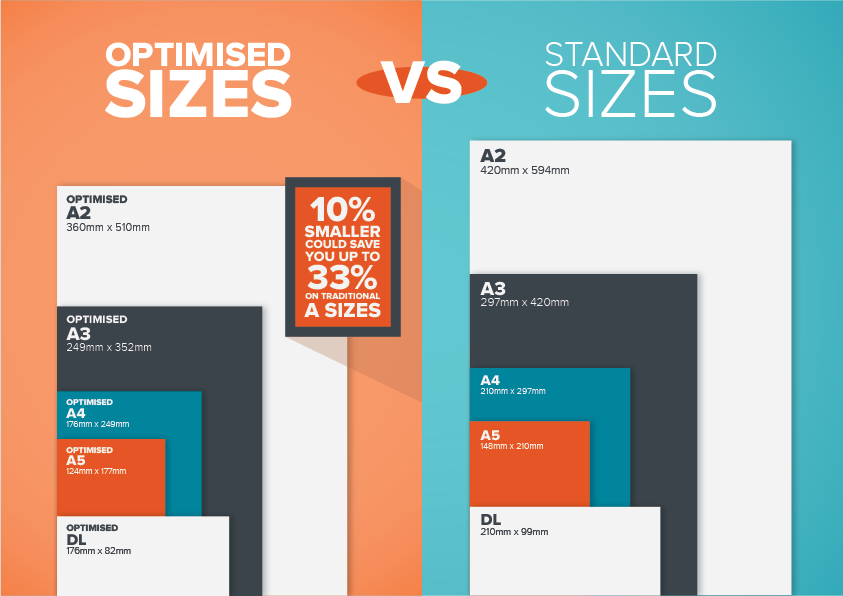 OPTIMISED
SIZES
VS
STANDARD
SIZES
OPTIMISED
A2
360mm x 510mm
10%
SMALLER
COULD SAVE
YOU UP TO
33%
ON TRADITIONAL
A SIZES
OPTIMISED
A3
249mm x 352mm
OPTIMISED
A4
176mm x 249mm
OPTIMISED
A5
124mm x 177mm
OPTIMISED
DL
176mm x 82mm
A2
420mm x 594mm
A3
297mm x 420mm
A4
210mm x 297mm
A5
148mm x 210mm
DL
210mm x 99mm